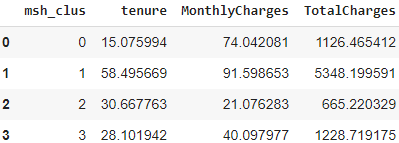 msh_clus tenure MonthlyCharges TotalCharges
0 0 15.075994 74.042081 1126.465412
1 1 58.495669 91.598653 5348.199591
2 2 30.667763 21.076283 665.220329
3 3 28.101942 40.097977 1228.719175